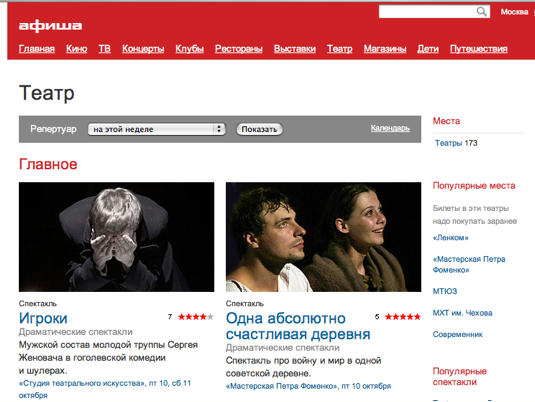 афиша
Москва
Главная Кино ТВ Концерты Клубы Рестораны Выставки Театр Магазины Дети Путешествия
Театр
Репертуар на этой неделе Показать Календарь
Главное
Спектакль
Игроки 7
Драматические спектакли
Мужской состав молодой труппы Сергея
Женовача в гоголевской комедии
и шулерах.
«Студия театрального искусства», пт 10, сб 11
октября
Спектакль
Одна абсолютно 5
счастливая деревня
Драматические спектакли
Спектакль про войну и мир в одной
советской деревне.
«Мастерская Петра Фоменко», пт 10 октября
Места
Театры 173
Популярные места
Билеты в эти театры
надо покупать заранее
«Ленком»
«Мастерская Петра
Фоменко»
МТЮЗ
МХТ им. Чехова
Современник
Популярные
спектакли